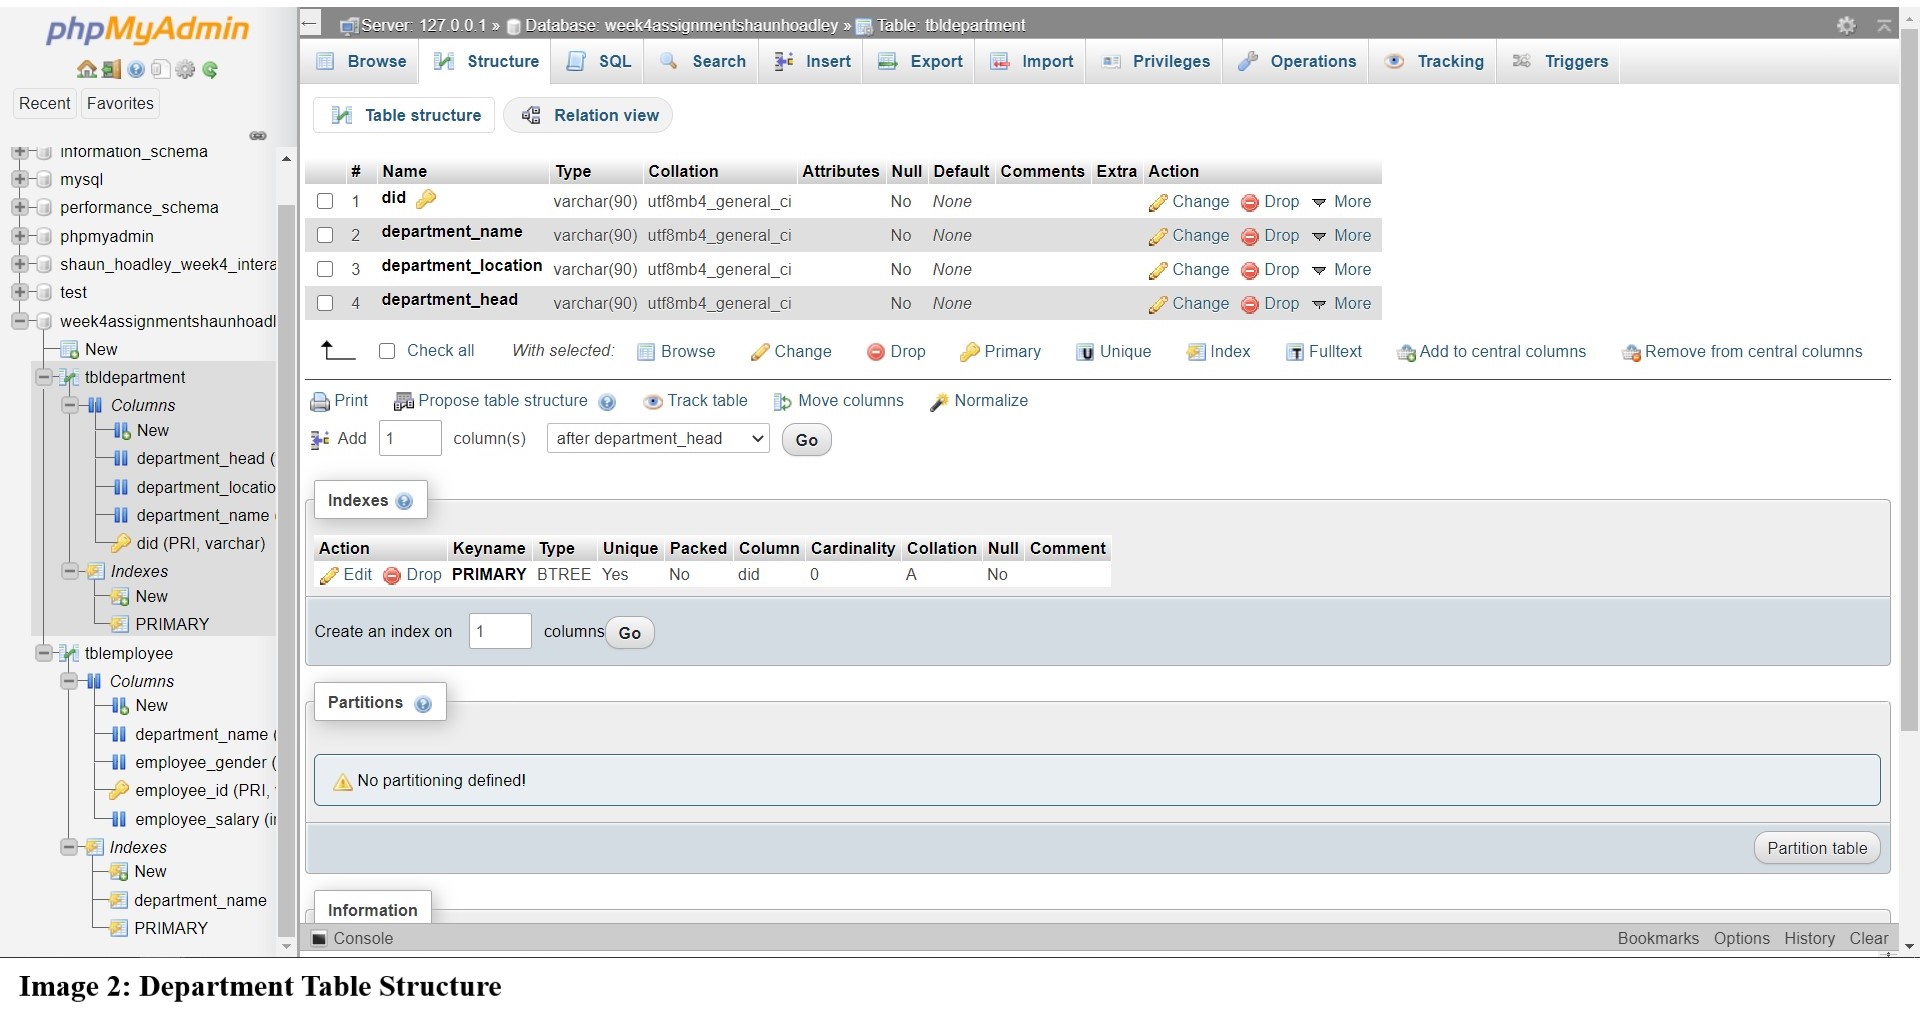 phpMyAdmin
Recent Favorites
information_schema
mysql
performance_schema
phpmyadmin
shaun_hoadley_week4_intera
test
week4assignmentshaunhoadl
New
tbldepartment
Columns
New
department_head (
department_locatio
department_name
did (PRI, varchar)
Indexes
New
PRIMARY
tblemployee
Columns
New
department_name (
employee_gender (
employee_id (PRI,
employee_salary (in
Indexes
New
department_name
PRIMARY
Server: 127.0.0.1 » Database: week4assignmentshaunhoadley » Table: tbldepartment
Browse Structure SQL Search Insert Export Import Privileges Operations Tracking Triggers
Table structure Relation view
# Name Type Collation Attributes Null Default Comments Extra Action
1 did varchar(90) utf8mb4_general_ci No None Change Drop More
2 department_name varchar(90) utf8mb4_general_ci No None Change Drop More
3 department_location varchar(90) utf8mb4_general_ci No None Change Drop More
4 department_head varchar(90) utf8mb4_general_ci No None Change Drop More
Check all With selected: Browse Change Drop Primary Unique Index Fulltext Add to central columns Remove from central columns
Print Propose table structure Track table Move columns Normalize
Add 1 column(s) after department_head Go
Indexes
Action Keyname Type Unique Packed Column Cardinality Collation Null Comment
Edit Drop PRIMARY BTREE Yes No did 0 A No
Create an index on 1 columns Go
Partitions
No partitioning defined!
Partition table
Information
Console Bookmarks Options History Clear
Image 2: Department Table Structure